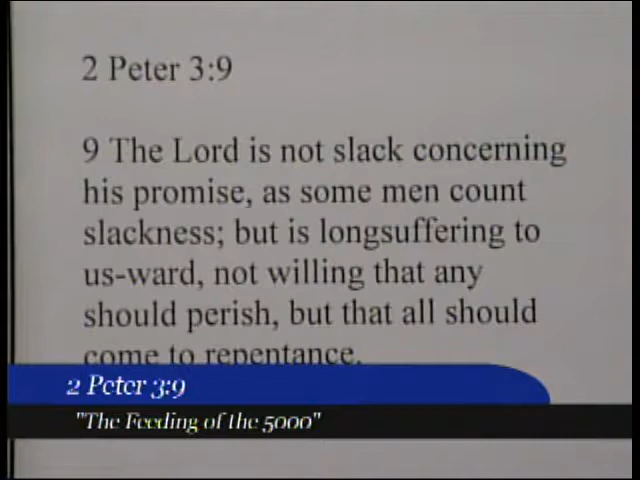 2 Peter 3:9
9 The Lord is not slack concerning
his promise, as some men count
slackness; but is longsuffering to
us-ward, not willing that any
should perish, but that all should
come to repentance.
2 Peter 3:9
"The Feeding of the 5000"